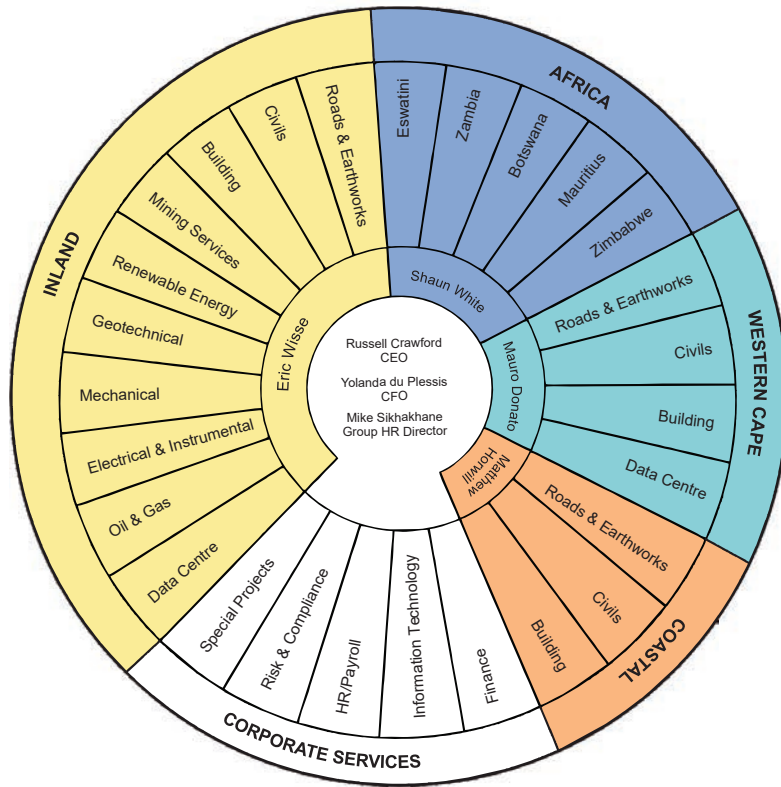 INLAND
Roads & Earthworks
Civils
Building
Mining Services
Renewable Energy
Geotechnical
Mechanical
Electrical & Instrumental
Oil & Gas
Data Centre
Eric Wisse
AFRICA
Eswatini
Zambia
Botswana
Mauritius
Zimbabwe
Shaun White
WESTERN CAPE
Roads & Earthworks
Civils
Building
Data Centre
Mauro Donato
COASTAL
Roads & Earthworks
Civils
Building
Matthew
Horwill
CORPORATE SERVICES
Special Projects
Risk & Compliance
HR/Payroll
Information Technology
Finance
Russell Crawford
CEO
Yolanda du Plessis
CFO
Mike Sikhakhane
Group HR Director